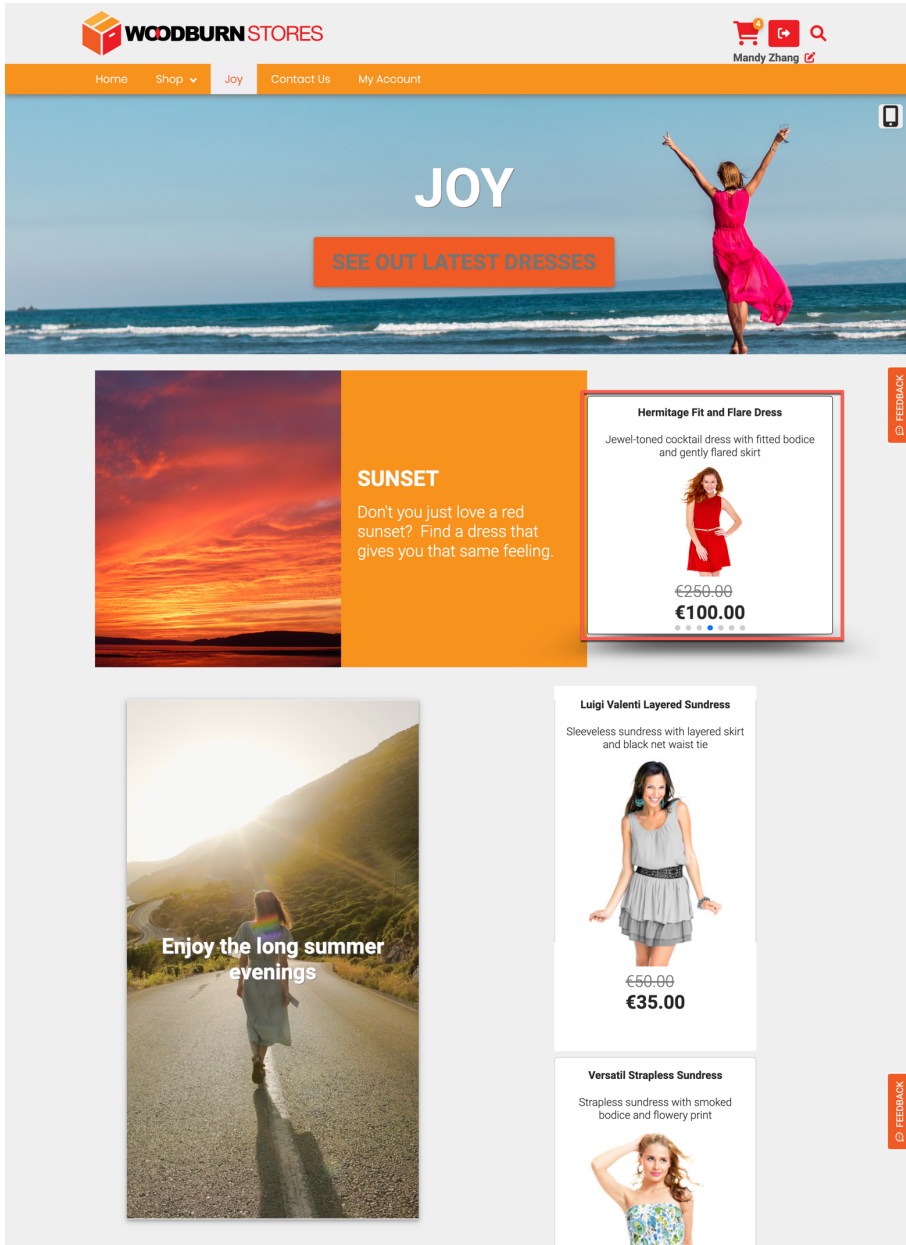 WOODBURN STORES
4
Mandy Zhang
Home Shop Joy Contact Us My Account
JOY
SEE OUT LATEST DRESSES
FEEDBACK
SUNSET
Don't you just love a red
sunset? Find a dress that
gives you that same feeling.
Hermitage Fit and Flare Dress
Jewel-toned cocktail dress with fitted bodice
and gently flared skirt
€250.00
€100.00
Enjoy the long summer
evenings
Luigi Valenti Layered Sundress
Sleeveless sundress with layered skirt
and black net waist tie
€50.00
€35.00
Versatil Strapless Sundress
Strapless sundress with smoked
bodice and flowery print
FEEDBACK